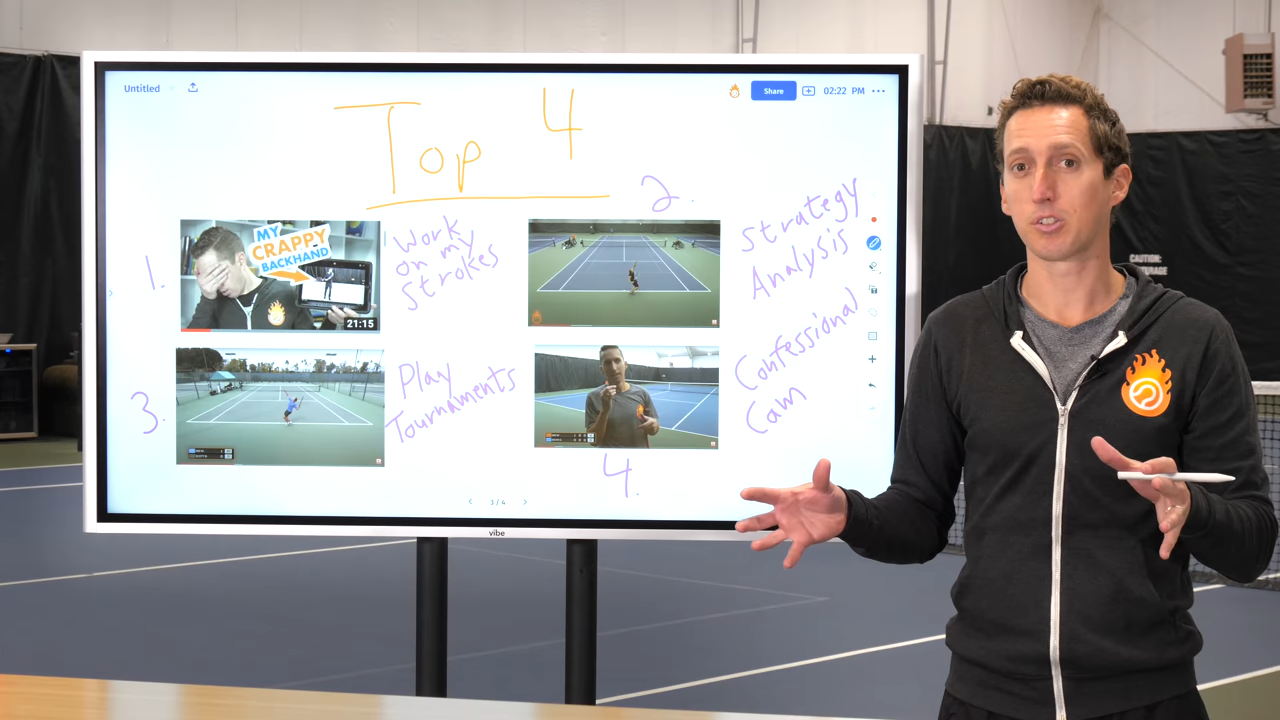 Untitled
Share
02:22 PM
Top 4
1.
MY
CRAPPY
BACKHAND
21:15
Work
on my
strokes
2.
Strategy
Analysis
3.
Play
Tournaments
4.
Confessional
Cam
3/4
vibe
CAUTION: